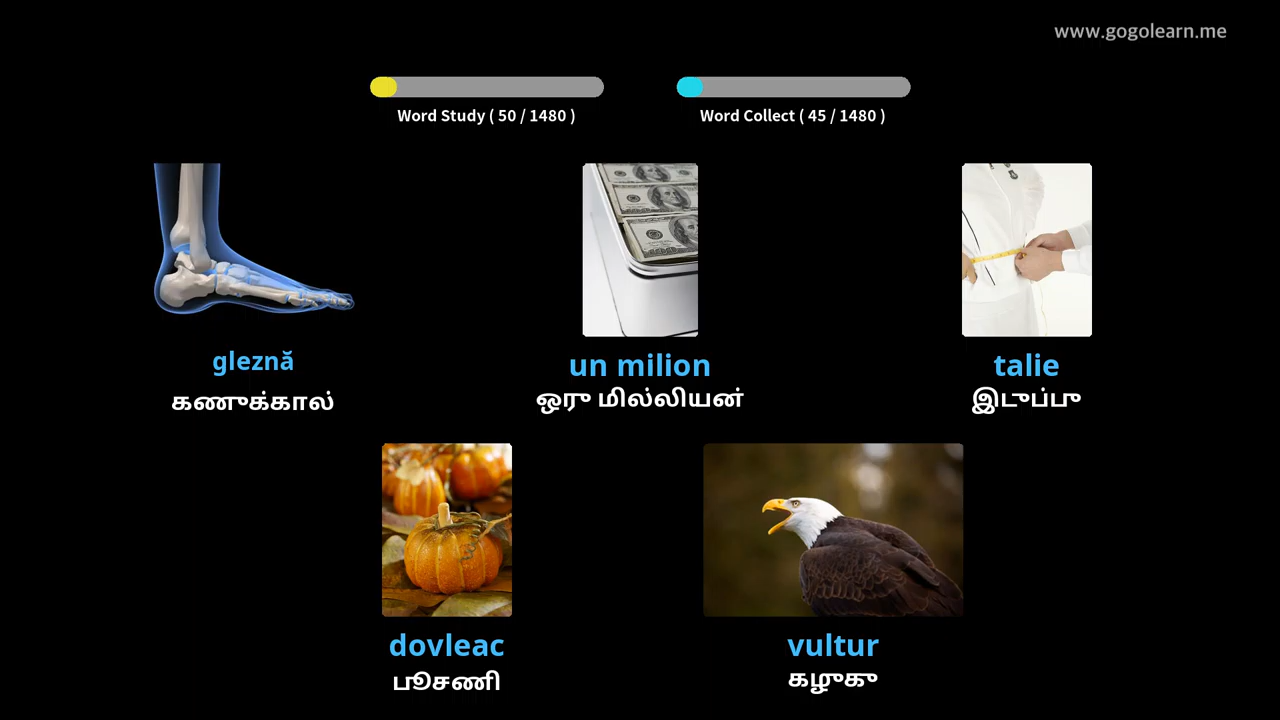 www.gogolearn.me
Word Study ( 50 / 1480 )
Word Collect ( 45 / 1480 )
gleznă
கணுக்கால்
un milion
ஒரு மில்லியன்
talie
இடுப்பு
dovleac
பூசணி
vultur
கழுகு